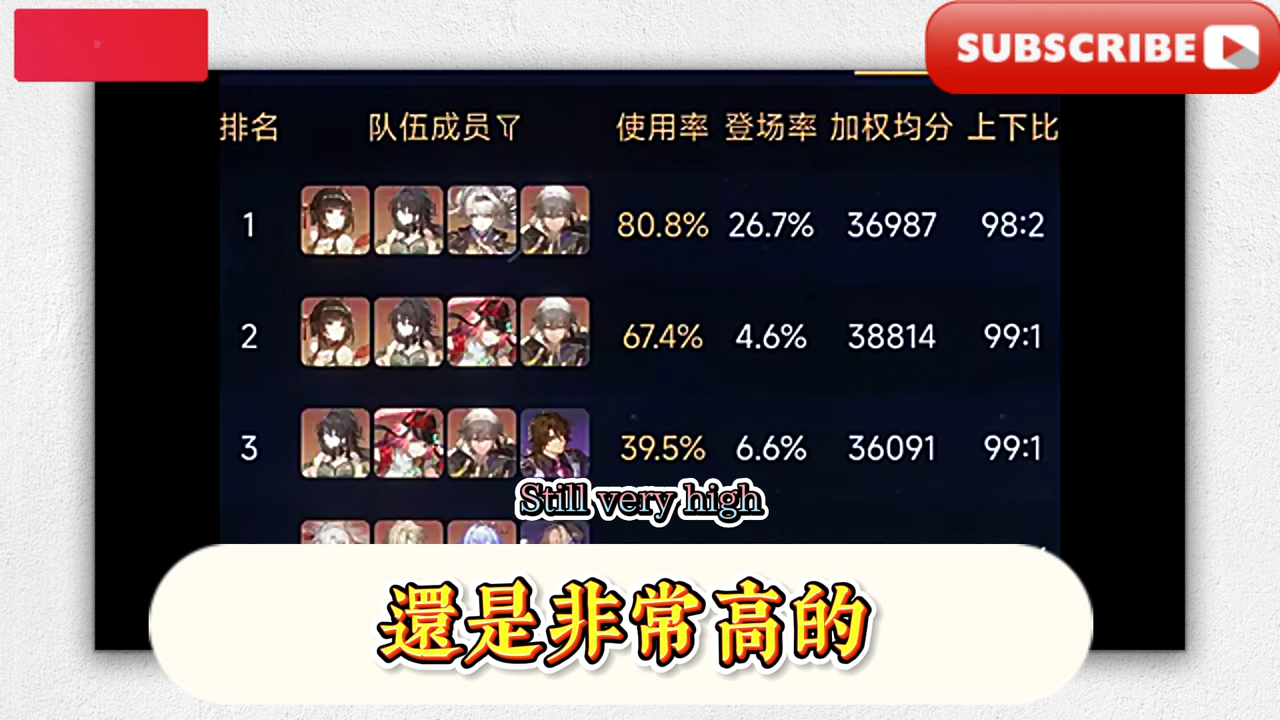 SUBSCRIBE
排名 队伍成员 使用率 登场率 加权均分 上下比
1 80.8% 26.7% 36987 98:2
2 67.4% 4.6% 38814 99:1
3 39.5% 6.6% 36091 99:1
Still very high
還是非常高的